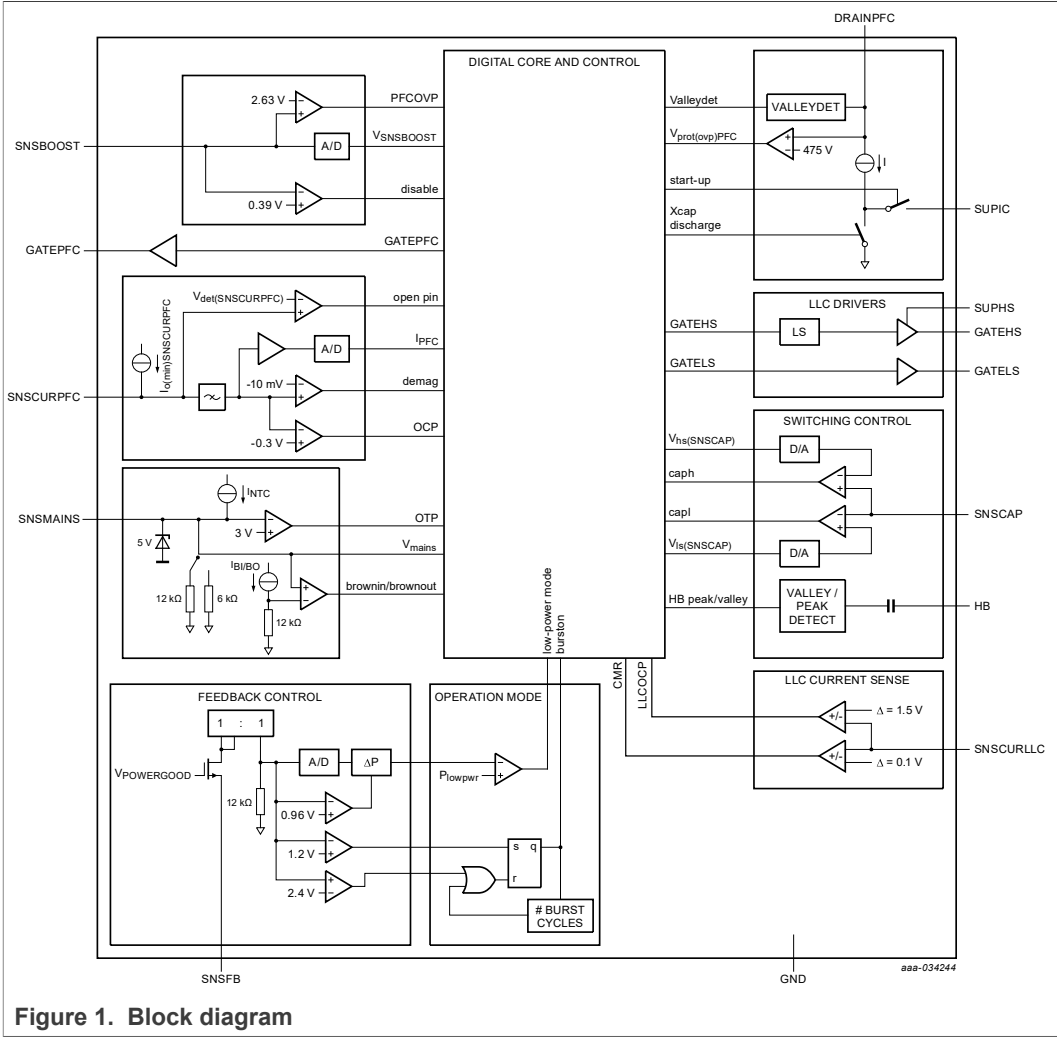 DRAINPFC
DIGITAL CORE AND CONTROL
2.63 V
PFCOVP
SNSBOOST
A/D
VSNSBOOST
disable
0.39 V
GATEPFC
GATEPFC
Vdet(SNSCURPFC)
open pin
Io(min)SNSCURPFC
A/D
IPFC
SNSCURPFC
-10 mV
demag
OCP
-0.3 V
INTC
SNSMAINS
3 V
OTP
5 V
Vmains
IBI/BO
brownin/brownout
12 kΩ
6 kΩ
12 kΩ
low-power mode
burston
CMR
LLCOCP
Valleydet
VALLEYDET
Vprot(ovp)PFC
475 V
I
start-up
SUPIC
Xcap
discharge
LLC DRIVERS
SUPHS
GATEHS
LS
GATEHS
GATELS
GATELS
SWITCHING CONTROL
Vhs(SNSCAP)
D/A
caph
capl
SNSCAP
Vls(SNSCAP)
D/A
HB peak/valley
VALLEY /
PEAK
DETECT
HB
LLC CURRENT SENSE
+/-
Δ = 1.5 V
SNSCURLLC
+/-
Δ = 0.1 V
FEEDBACK CONTROL
1 : 1
VPOWERGOOD
A/D
ΔP
12 kΩ
0.96 V
1.2 V
2.4 V
OPERATION MODE
Plowpwr
s q
r
# BURST
CYCLES
SNSFB
GND
aaa-034244
Figure 1. Block diagram